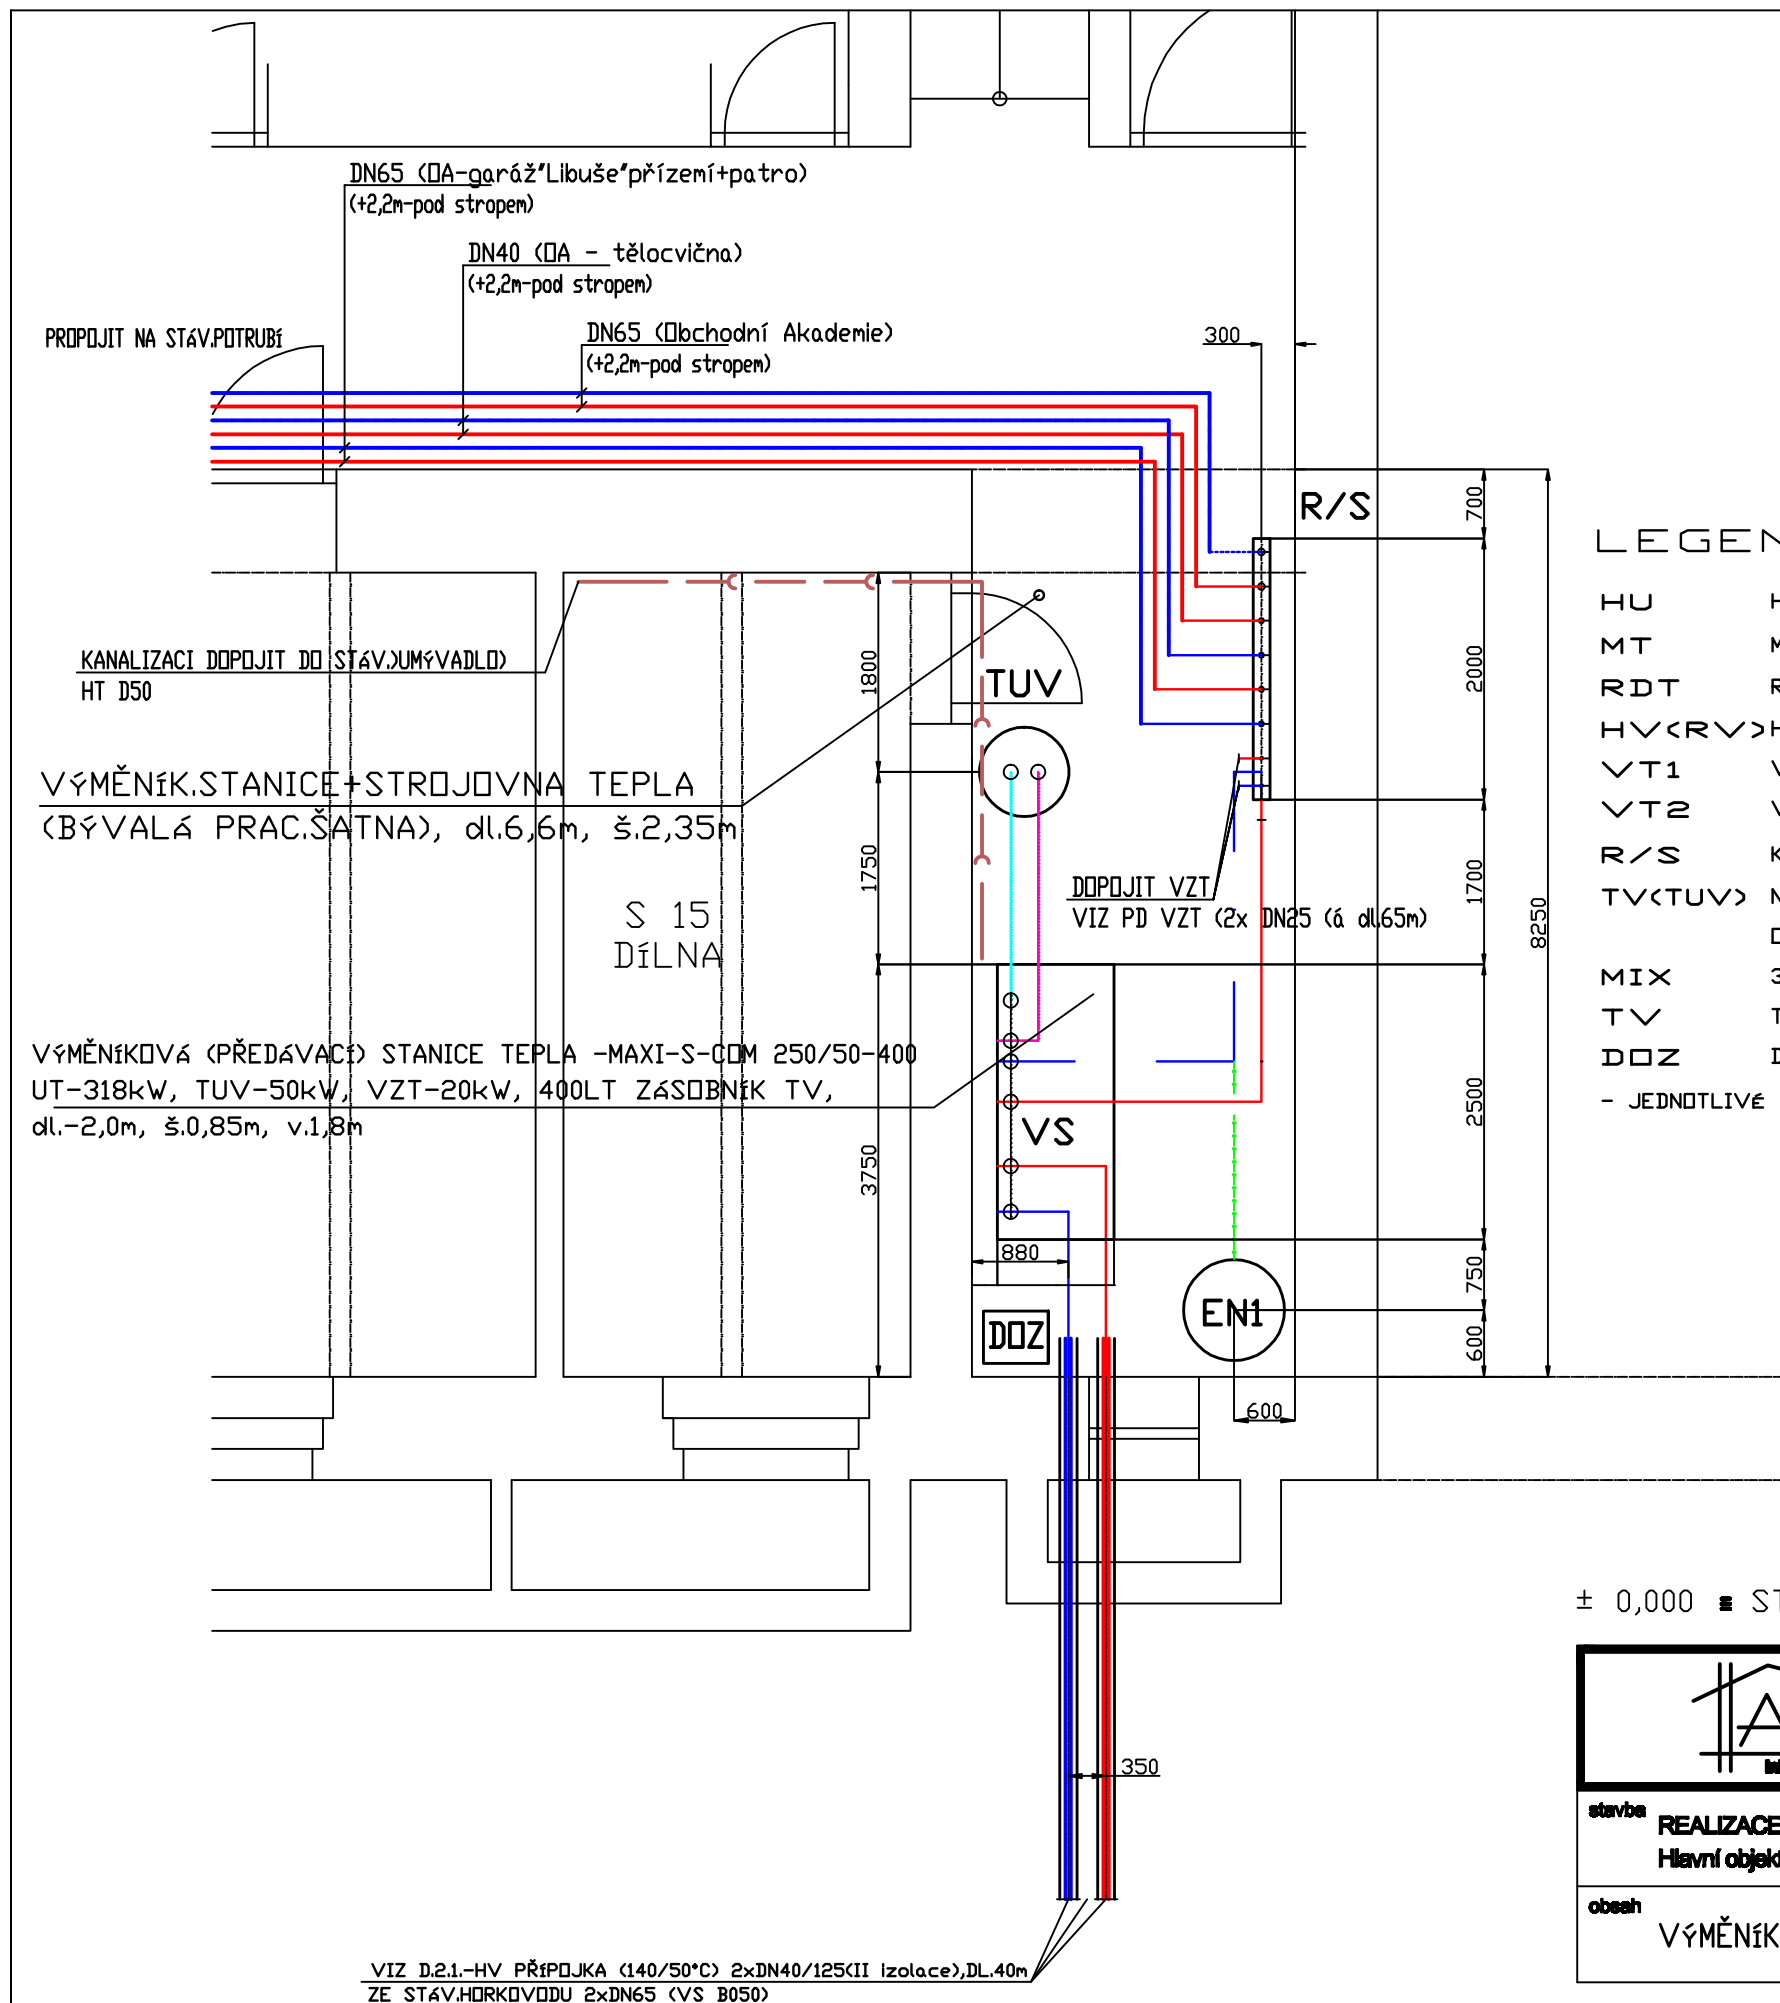 DN65 (OA-garáž"Libuše"přízemí+patro)
(+2,2m-pod stropem)
DN40 (OA - tělocvična)
(+2,2m-pod stropem)
PROPOJIT NA STÁV.POTRUBÍ
DN65 (Obchodní Akademie)
(+2,2m-pod stropem)
300
R/S
700
KANALIZACI DOPOJIT DO STÁV.)UMÝVADLO)
HT D50
1800
TUV
2000
VÝMĚNÍK.STANICE+STROJOVNA TEPLA
(BÝVALÁ PRAC.ŠATNA), dl.6,6m, š.2,35m
1750
DOPOJIT VZT
VIZ PD VZT (2x DN25 (á dl.65m)
1700
8250
S 15
DÍLNA
VÝMĚNÍKOVÁ (PŘEDÁVACÍ) STANICE TEPLA -MAXI-S-COM 250/50-400
UT-318kW, TUV-50kW, VZT-20kW, 400LT ZÁSOBNÍK TV,
dl.-2,0m, š.0,85m, v.1,8m
VS
3750
2500
880
750
DOZ
EN1
600
600
350
VIZ D.2.1.-HV PŘÍPOJKA (140/50°C) 2xDN40/125(II izolace),DL.40m
ZE STÁV.HORKOVODU 2xDN65 (VS B050)
LEGEN
HU H
MT M
RDT R
HV(RV) H
VT1 V
VT2 V
R/S K
TV(TUV) N
O
MIX 3
TV T
DOZ D
- JEDNOTLIVÉ
± 0,000 = ST
A
stavba
REALIZACE
Hlavní objekt
obsah
VÝMĚNÍK